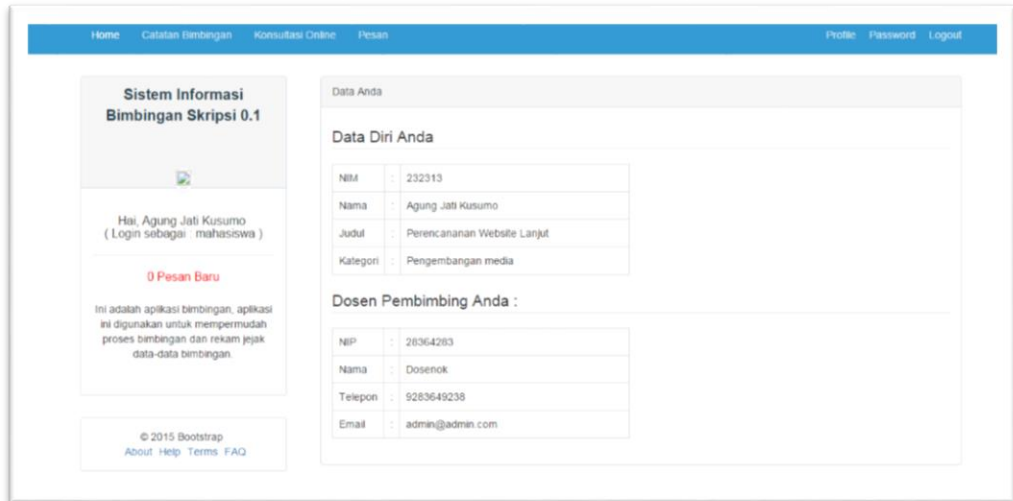 Home Catatan Bimbingan Konsultasi Online Pesan Profile Password Logout
Sistem Informasi
Bimbingan Skripsi 0.1
Hai, Agung Jati Kusumo
( Login sebagai : mahasiswa )
0 Pesan Baru
Ini adalah aplikasi bimbingan, aplikasi
ini digunakan untuk mempermudah
proses bimbingan dan rekam jejak
data-data bimbingan.
© 2015 Bootstrap
About Help Terms FAQ
Data Anda
Data Diri Anda
NIM : 232313
Nama : Agung Jati Kusumo
Judul : Perencananan Website Lanjut
Kategori : Pengembangan media
Dosen Pembimbing Anda :
NIP : 28364283
Nama : Dosenok
Telepon : 9283649238
Email : admin@admin.com